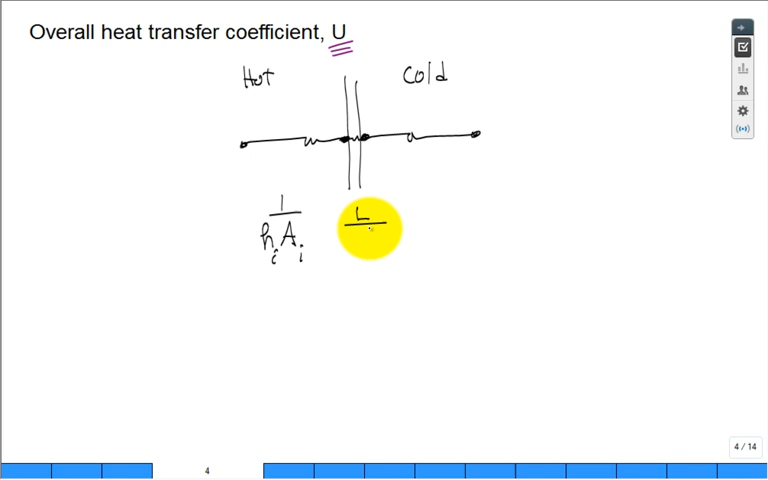 Overall heat transfer coefficient, U
Hot Cold
1 L
hᵢAᵢ
4 / 14
4